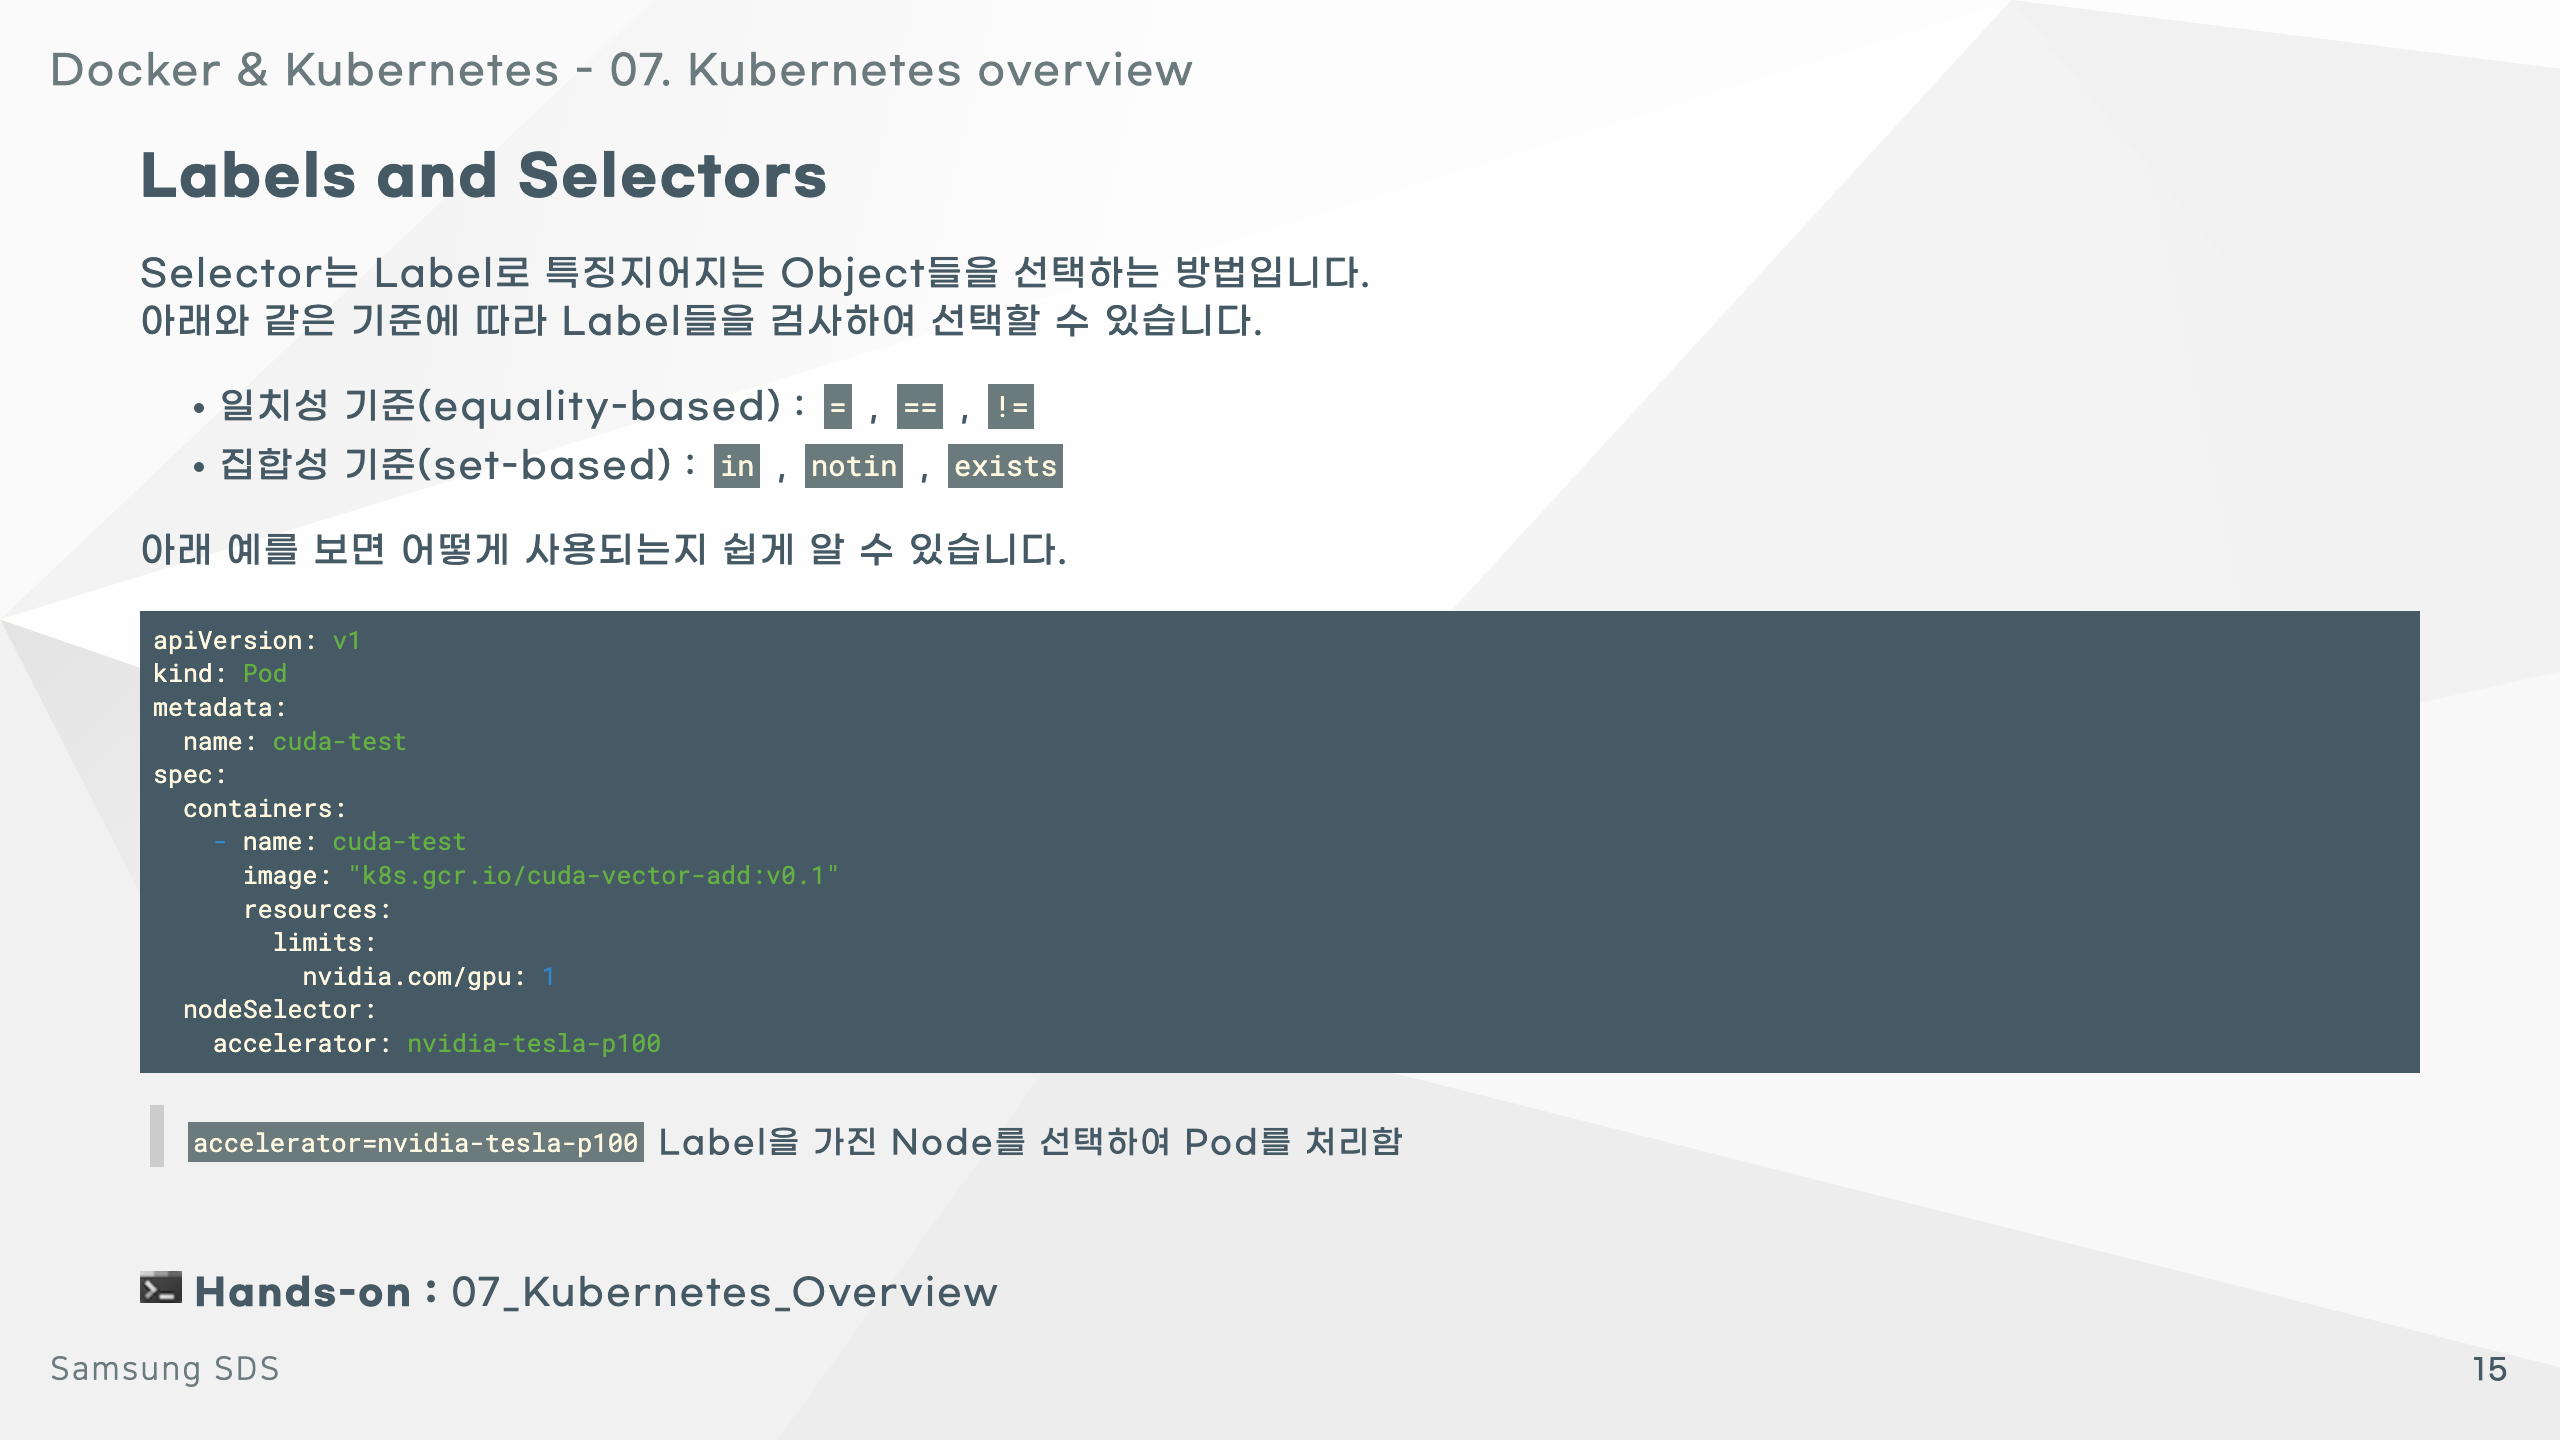 Docker & Kubernetes - 07. Kubernetes overview
Labels and Selectors
Selector는 Label로 특징지어지는 Object들을 선택하는 방법입니다.
아래와 같은 기준에 따라 Label들을 검사하여 선택할 수 있습니다.
• 일치성 기준(equality-based) : = , == , !=
• 집합성 기준(set-based) : in , notin , exists
아래 예를 보면 어떻게 사용되는지 쉽게 알 수 있습니다.
apiVersion: v1
kind: Pod
metadata:
  name: cuda-test
spec:
  containers:
    - name: cuda-test
      image: "k8s.gcr.io/cuda-vector-add:v0.1"
      resources:
        limits:
          nvidia.com/gpu: 1
  nodeSelector:
    accelerator: nvidia-tesla-p100
accelerator=nvidia-tesla-p100 Label을 가진 Node를 선택하여 Pod를 처리함
Hands-on : 07_Kubernetes_Overview
Samsung SDS
15